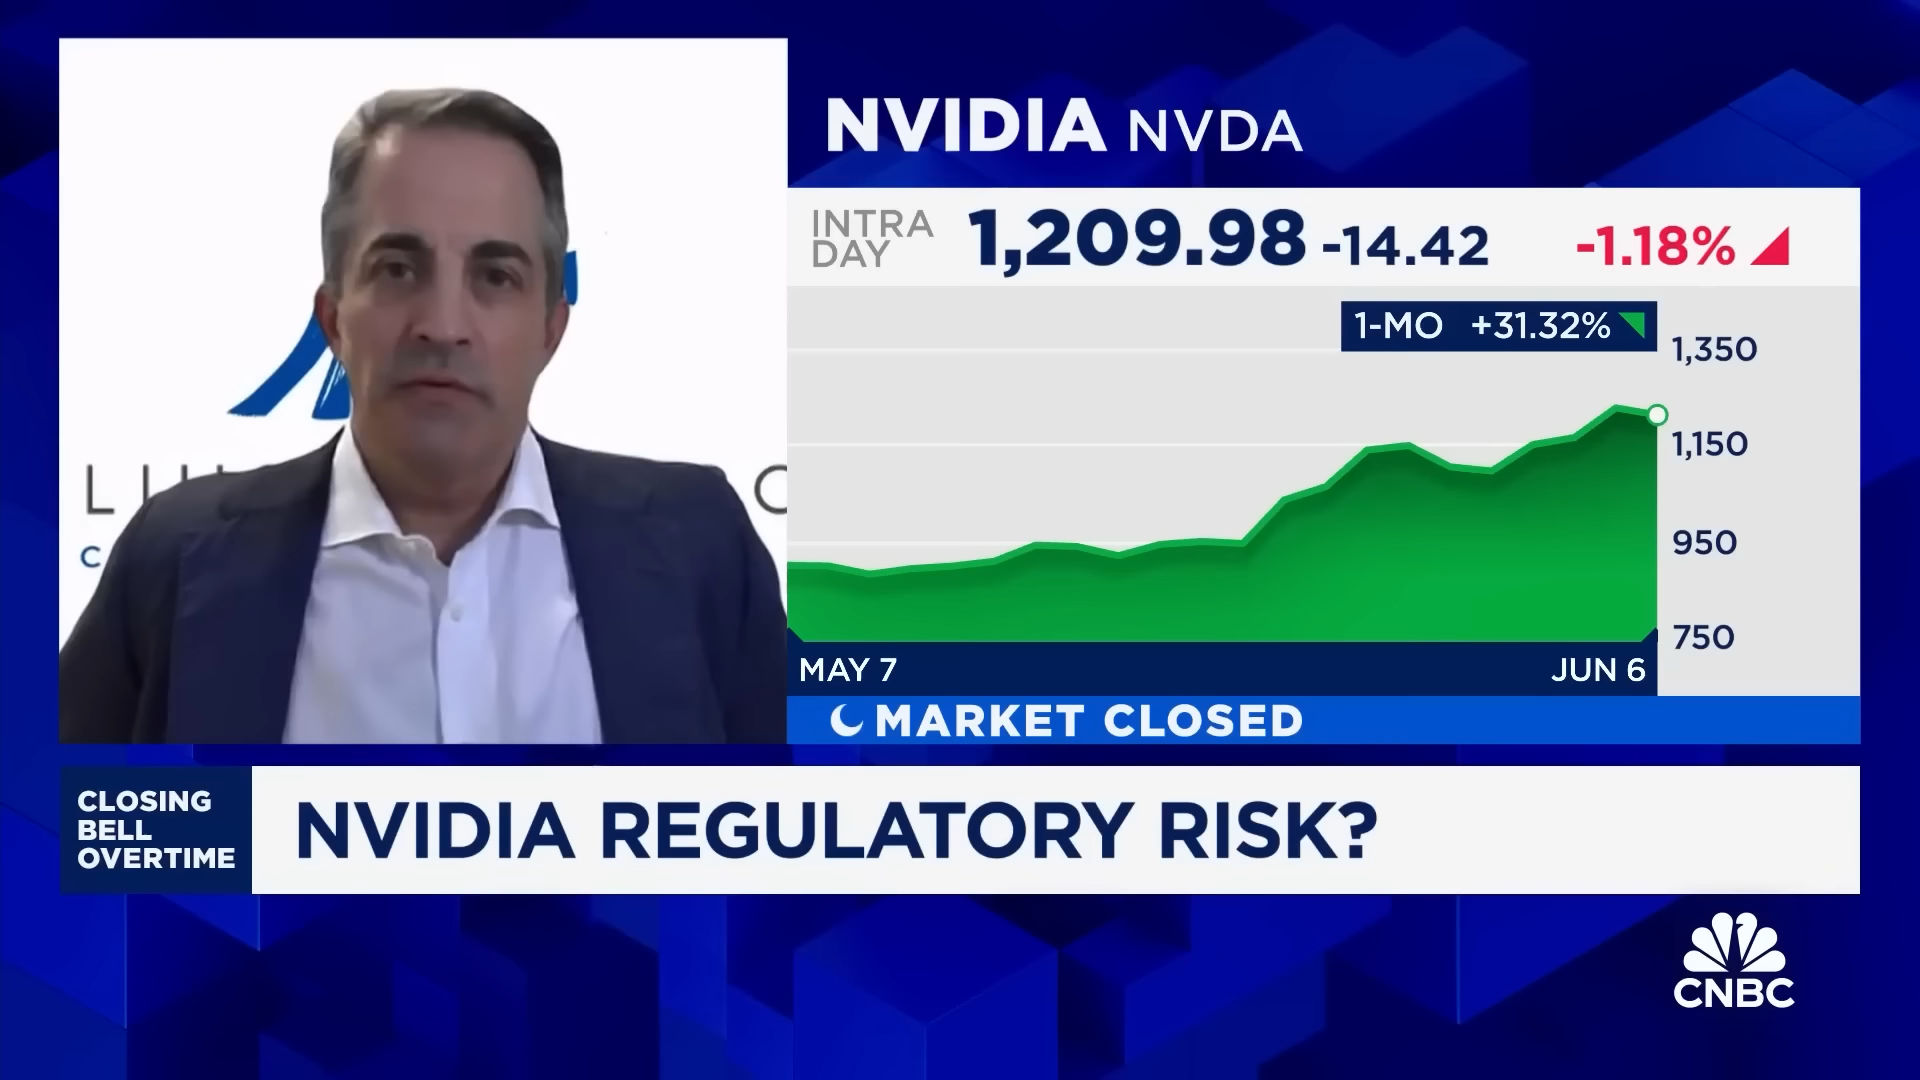 NVIDIA NVDA
INTRA
DAY
1,209.98 -14.42 -1.18%
1-MO +31.32%
1,350
1,150
950
750
MAY 7 JUN 6
MARKET CLOSED
CLOSING
BELL
OVERTIME
NVIDIA REGULATORY RISK?
CNBC